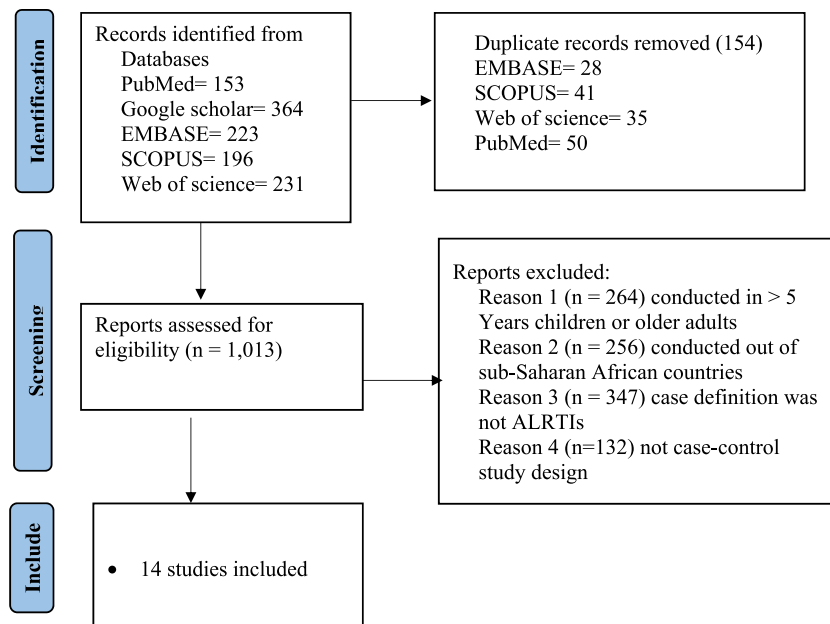 Identification
Records identified from
Databases
PubMed= 153
Google scholar= 364
EMBASE= 223
SCOPUS= 196
Web of science= 231
Duplicate records removed (154)
EMBASE= 28
SCOPUS= 41
Web of science= 35
PubMed= 50
Screening
Reports assessed for
eligibility (n = 1,013)
Reports excluded:
Reason 1 (n = 264) conducted in > 5
Years children or older adults
Reason 2 (n = 256) conducted out of
sub-Saharan African countries
Reason 3 (n = 347) case definition was
not ALRTIs
Reason 4 (n=132) not case-control
study design
Include
• 14 studies included